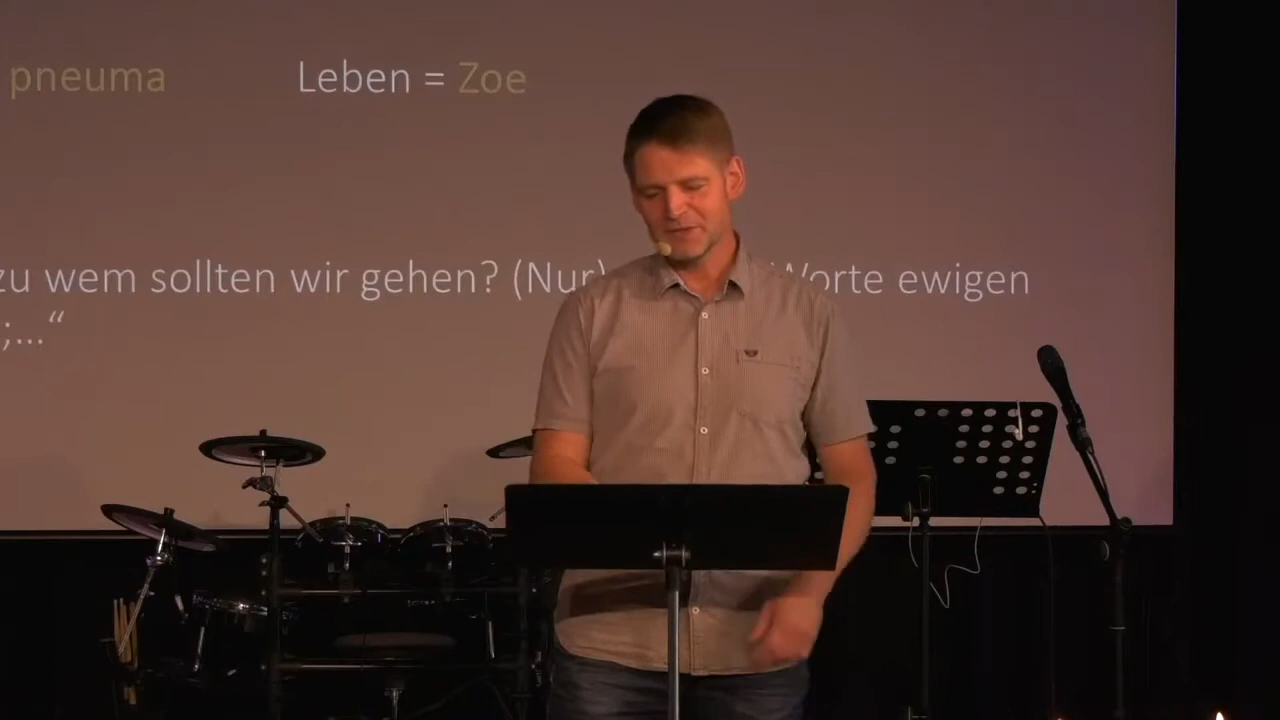 pneuma Leben = Zoe
zu wem sollten wir gehen? (Nur) Worte ewigen
;..."